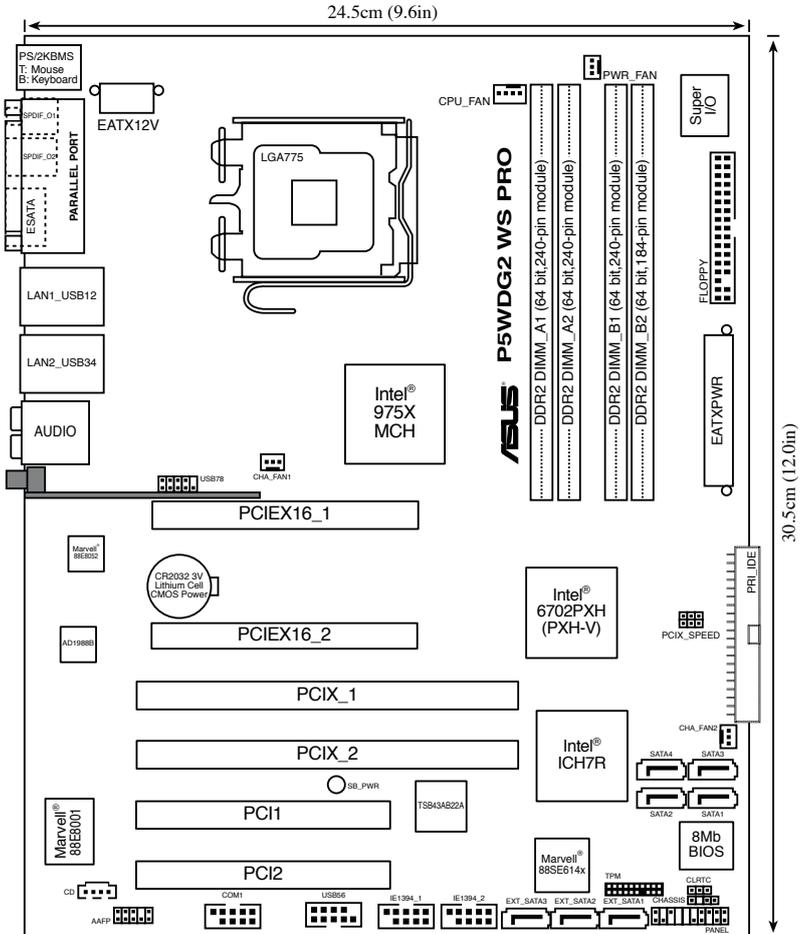 24.5cm (9.6in)
PS/2KBMS
T: Mouse
B: Keyboard
EATX12V
CPU_FAN
PWR_FAN
Super
I/O
SPDIF_O1
SPDIF_O2
ESATA
PARALLEL PORT
LGA775
ASUS P5WDG2 WS PRO
DDR2 DIMM_A1 (64 bit,240-pin module)
DDR2 DIMM_A2 (64 bit,240-pin module)
DDR2 DIMM_B1 (64 bit,240-pin module)
DDR2 DIMM_B2 (64 bit,184-pin module)
FLOPPY
LAN1_USB12
LAN2_USB34
AUDIO
Intel®
975X
MCH
EATXPWR
30.5cm (12.0in)
USB78
CHA_FAN1
PCIEX16_1
Marvell®
88E8052
CR2032 3V
Lithium Cell
CMOS Power
Intel®
6702PXH
(PXH-V)
PRI_IDE
PCIX_SPEED
AD1988B
PCIEX16_2
PCIX_1
CHA_FAN2
Intel®
ICH7R
SATA4
SATA3
PCIX_2
SB_PWR
TSB43AB22A
SATA2
SATA1
PCI1
Marvell®
88E8001
8Mb
BIOS
Marvell®
88SE614x
PCI2
CD
TPM
CLRTC
AAFP
COM1
USB56
IE1394_1
IE1394_2
EXT_SATA3
EXT_SATA2
EXT_SATA1
CHASSIS
PANEL